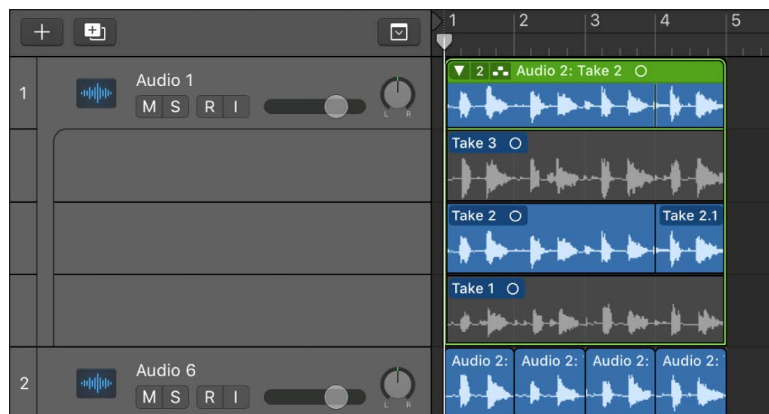 1 2 3 4 5
1
Audio 1
M S R I
L R
2 Audio 2: Take 2
Take 3
Take 2 Take 2.1
Take 1
2
Audio 6
M S R I
L R
Audio 2: Audio 2: Audio 2: Audio 2: